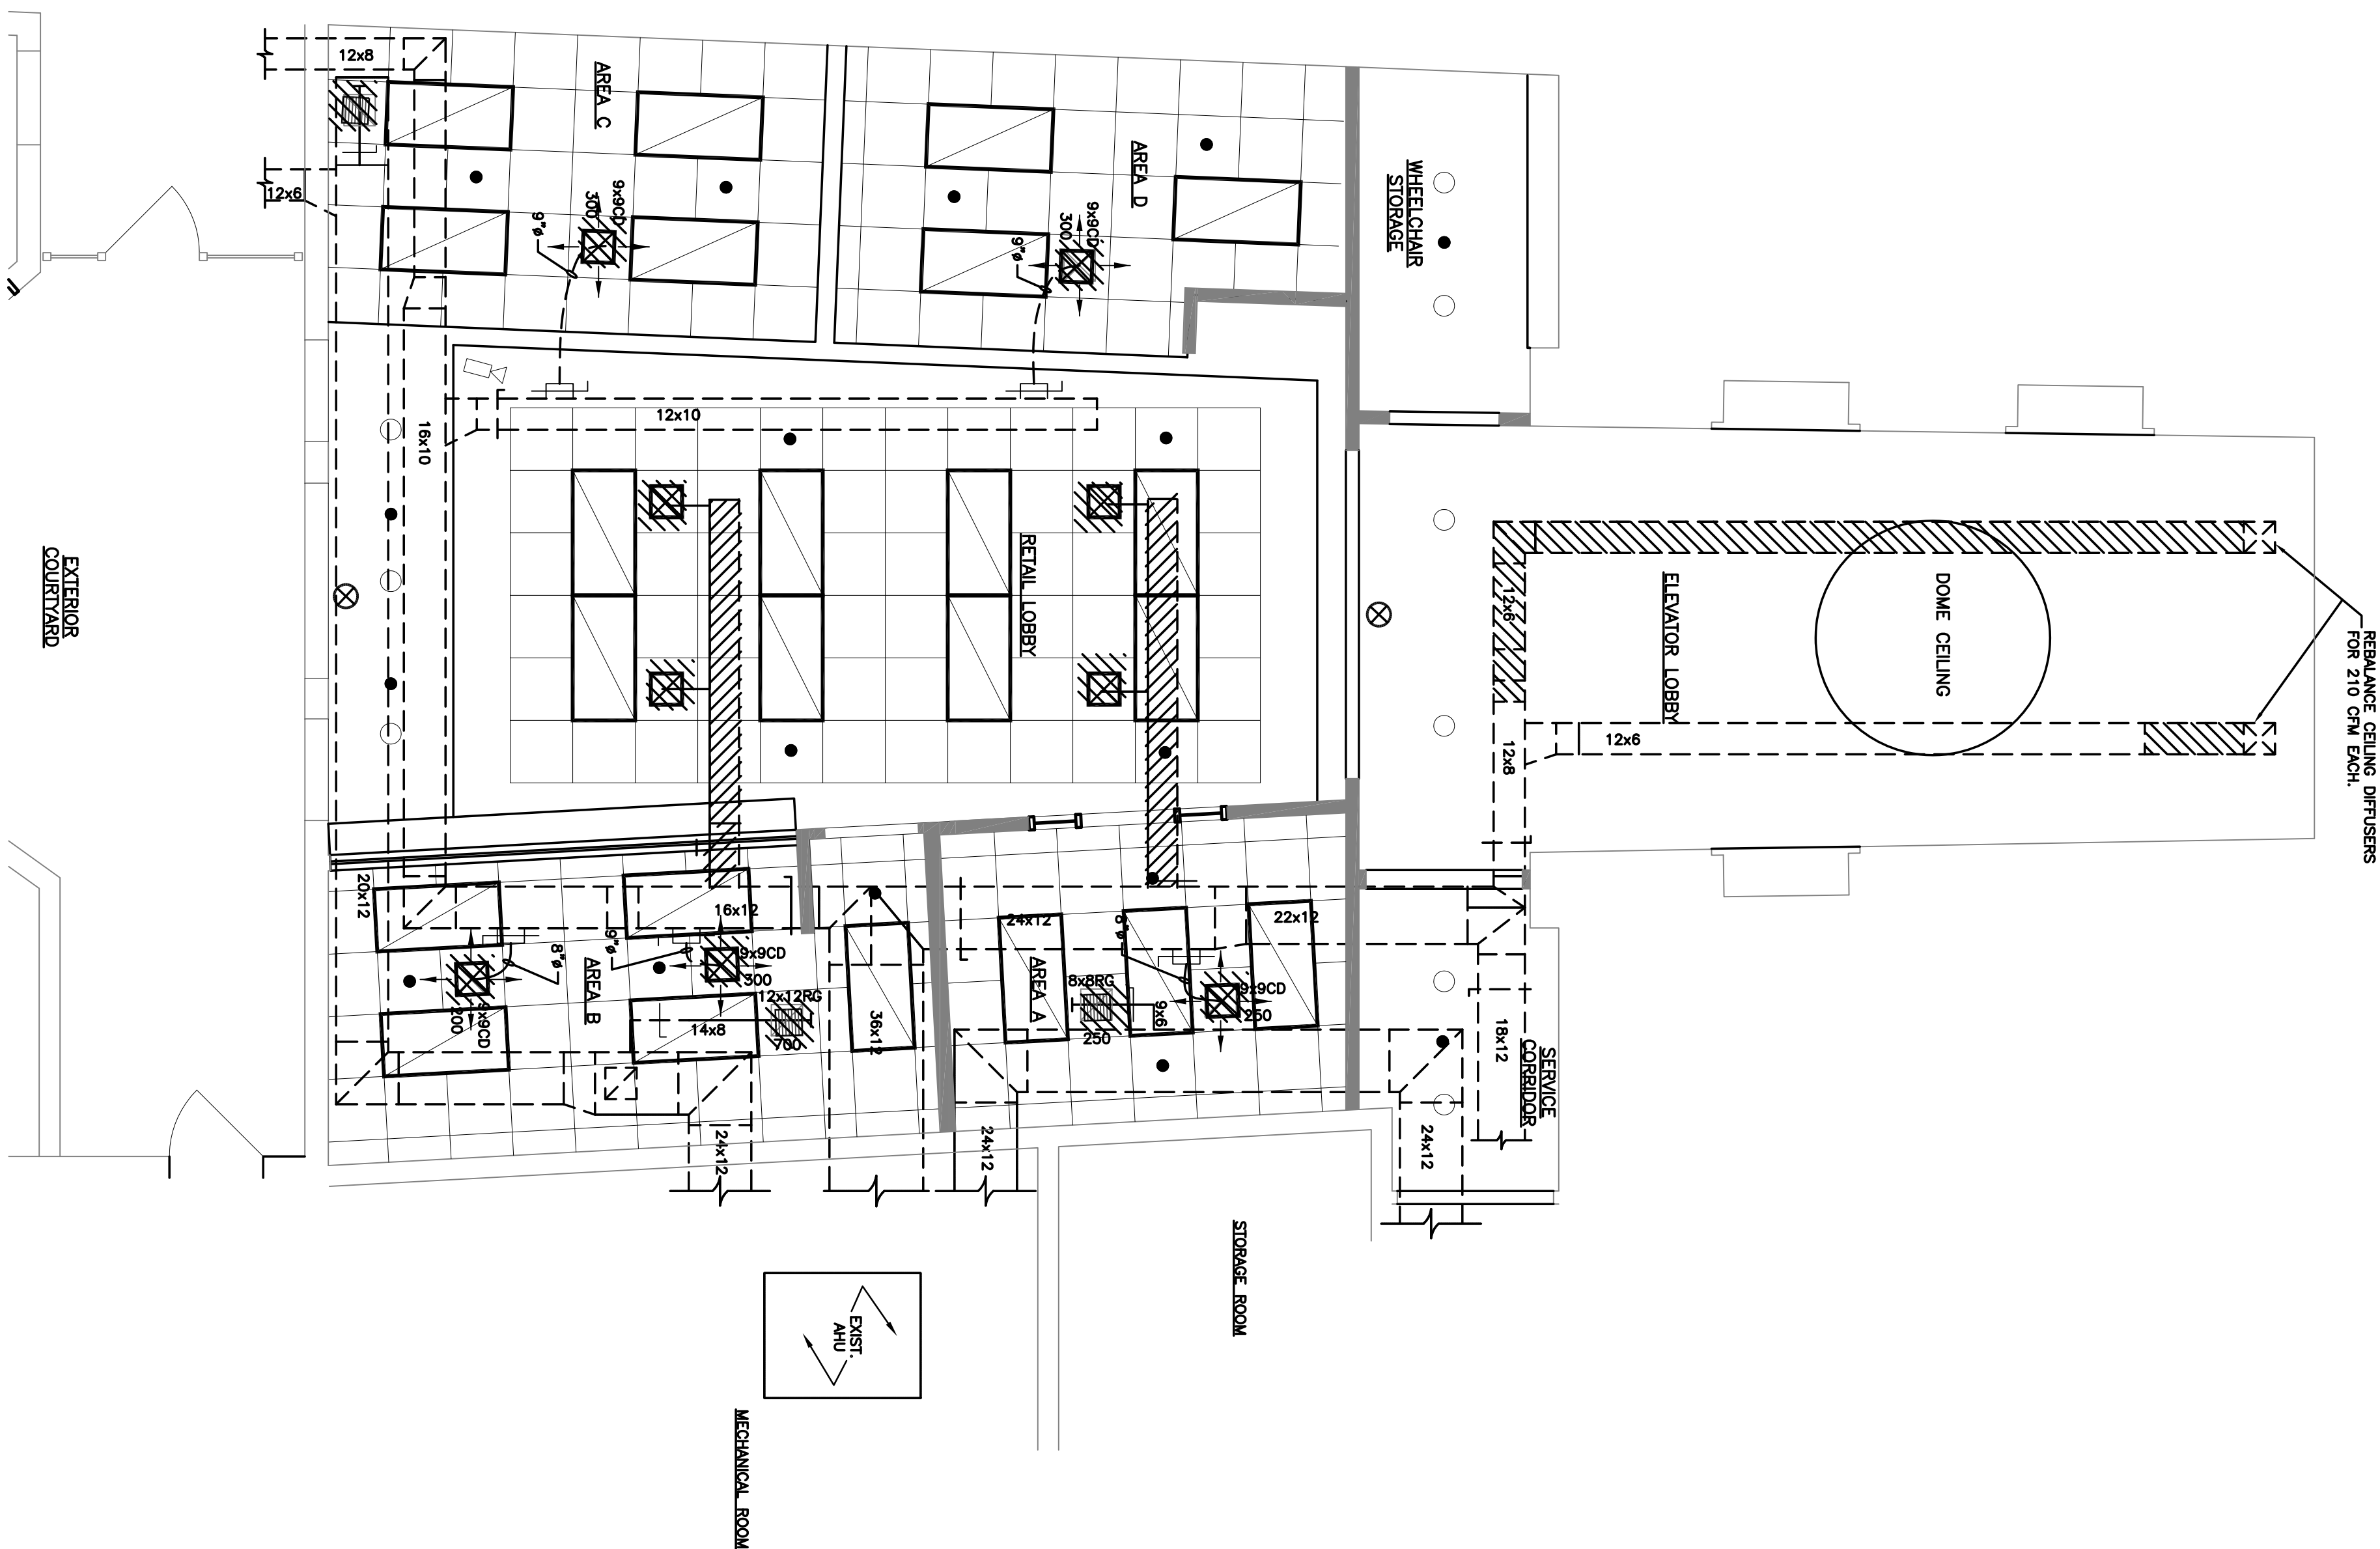 12x8
AREA C
12x6
9x9CD
300
9"ø
AREA D
9x9CD
300
9"ø
WHEELCHAIR
STORAGE
16x10
12x10
RETAIL LOBBY
EXTERIOR
COURTYARD
12x6
ELEVATOR LOBBY
DOME CEILING
12x8
12x6
REBALANCE CEILING DIFFUSERS
FOR 210 CFM EACH.
20x12
16x12
9"ø
8"ø
AREA B
9x9CD
200
9x9CD
300
12x12RG
700
14x8
36x12
24x12
8"ø
22x12
AREA A
8x8RG
250
9x6
9x9CD
250
18x12
SERVICE
CORRIDOR
24x12
24x12
24x12
STORAGE ROOM
EXIST.
AHU
MECHANICAL ROOM